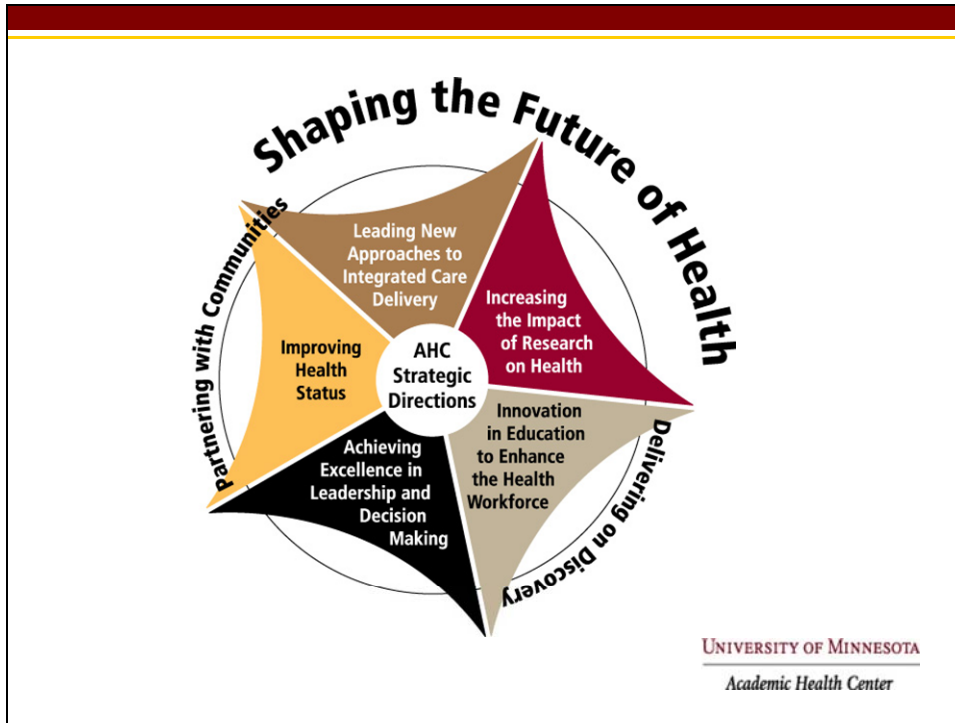 Shaping the Future of Health
Partnering with Communities
Delivering on Discovery
Leading New
Approaches to
Integrated Care
Delivery
Increasing
the Impact
of Research
on Health
Improving
Health
Status
AHC
Strategic
Directions
Innovation
in Education
to Enhance
the Health
Workforce
Achieving
Excellence in
Leadership and
Decision
Making
UNIVERSITY OF MINNESOTA
Academic Health Center